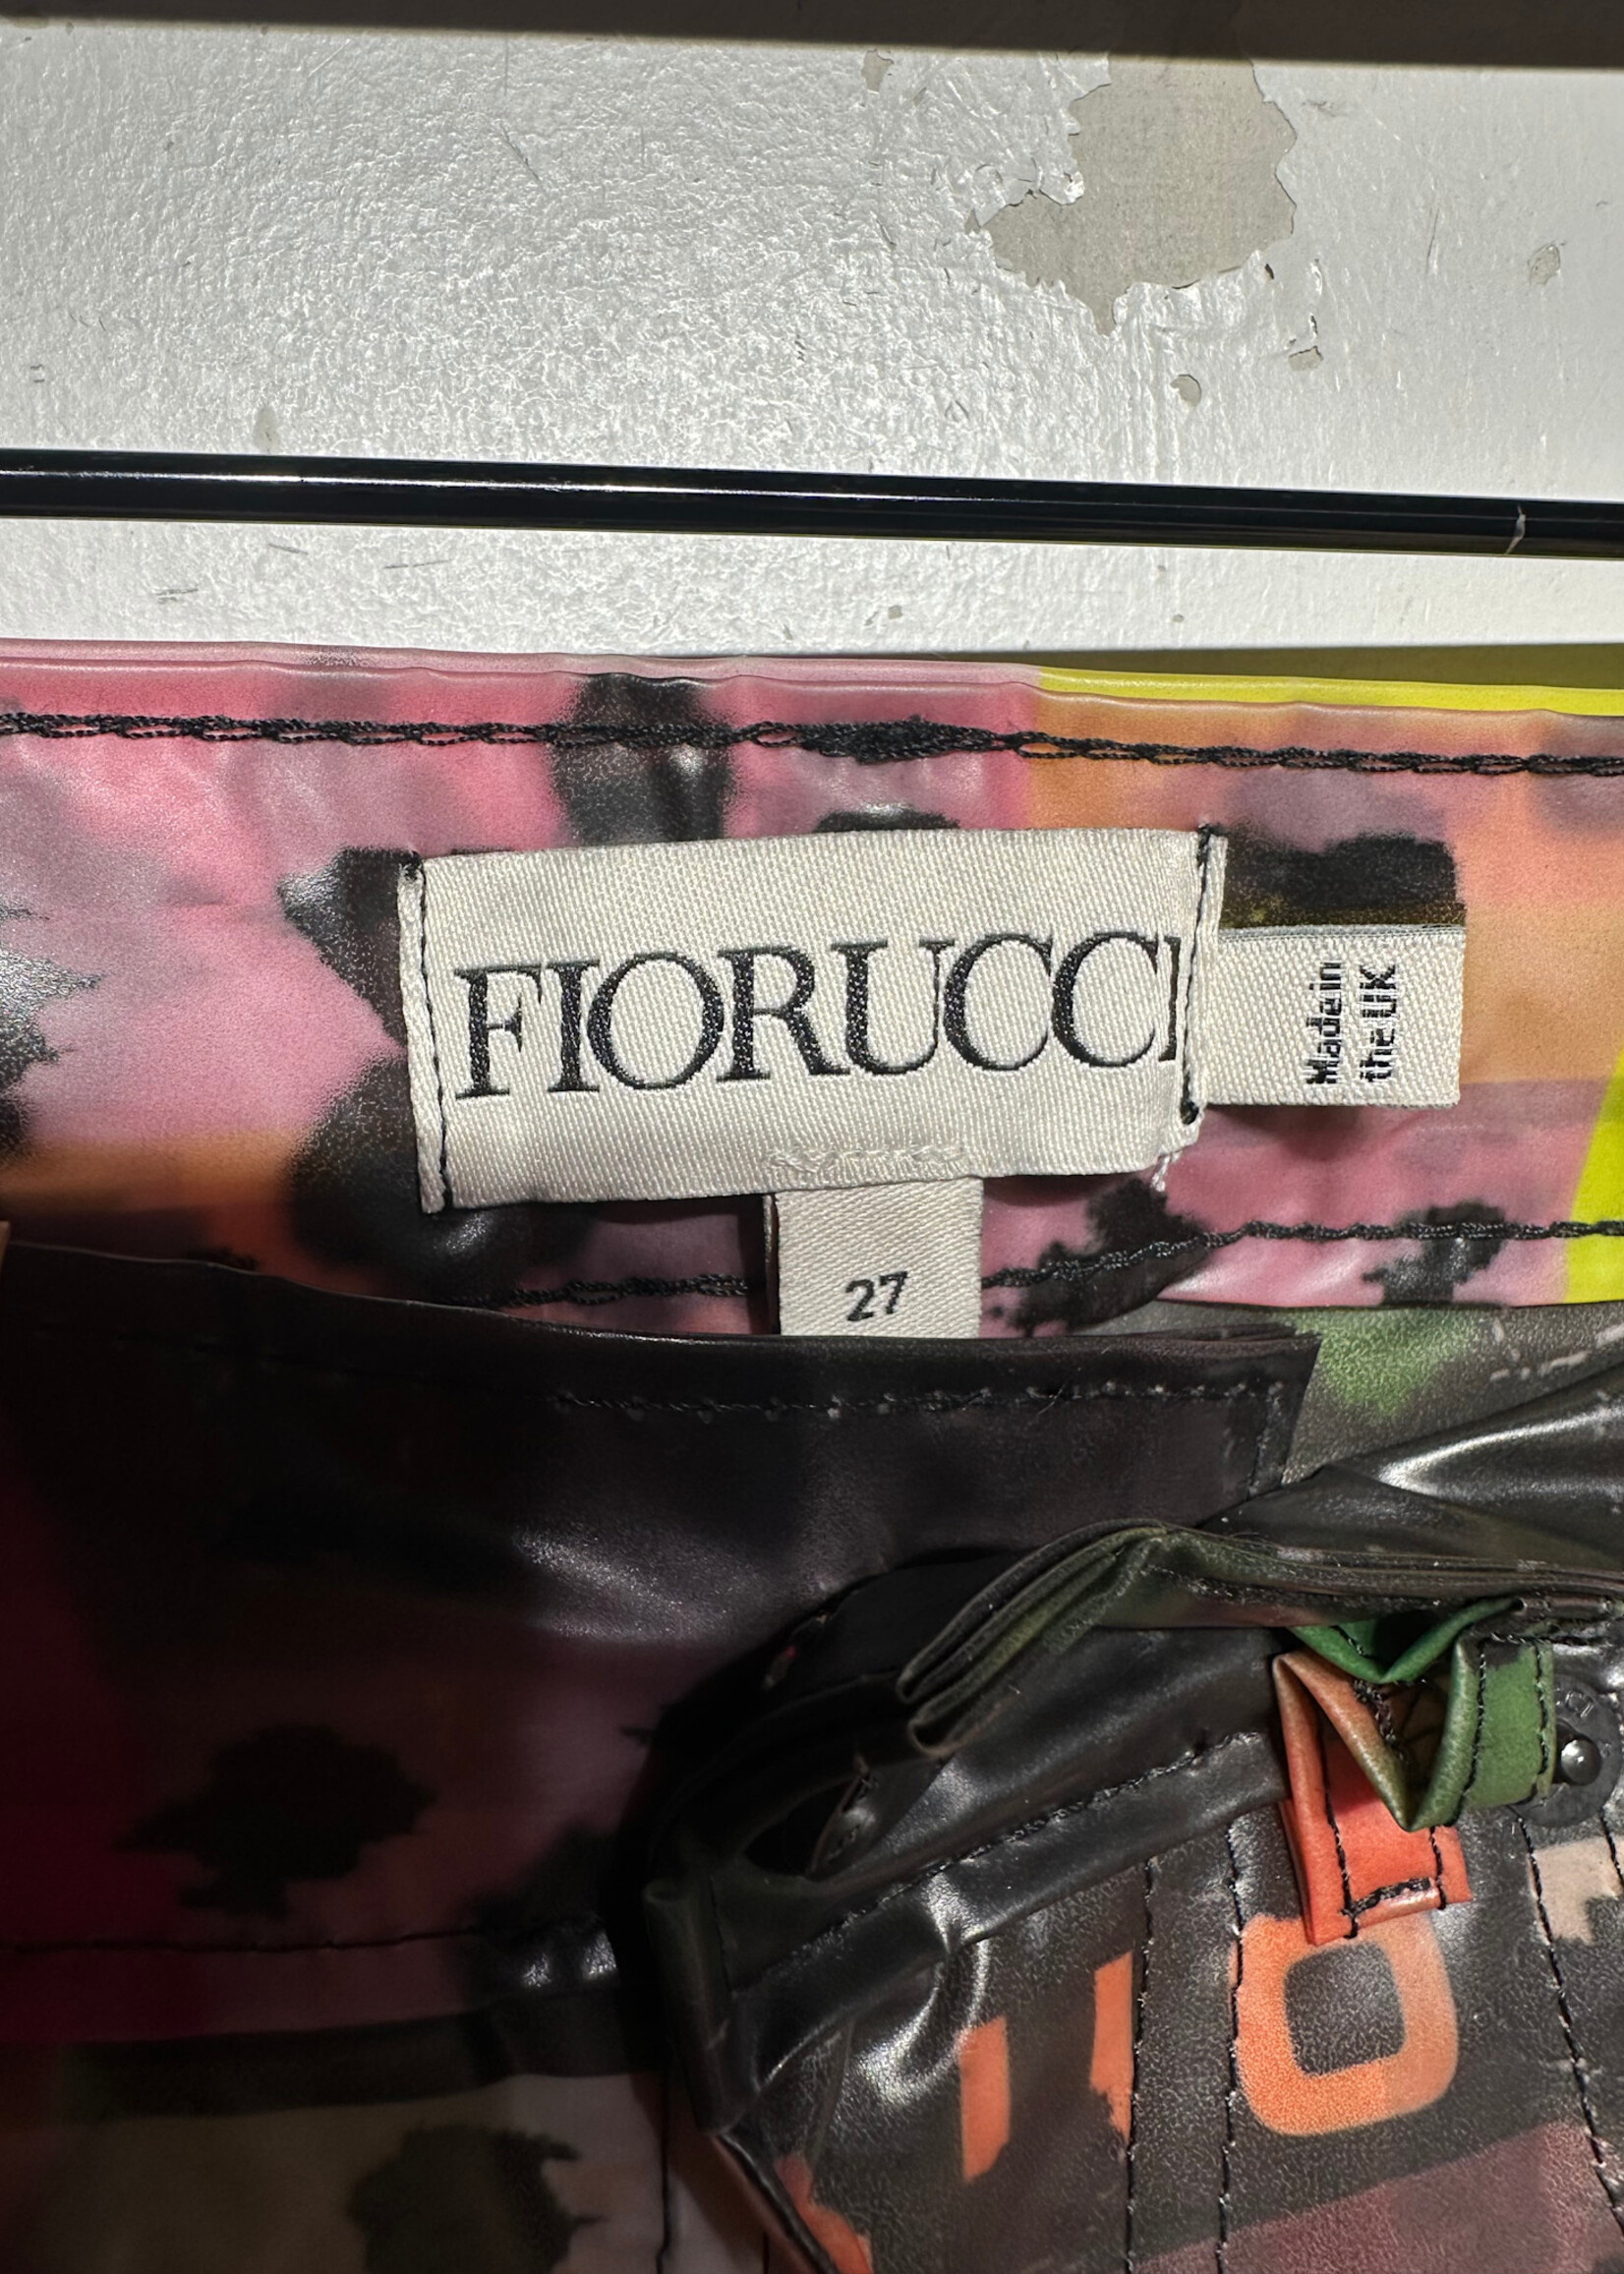 FIORUCCI
Made in
the UK
27